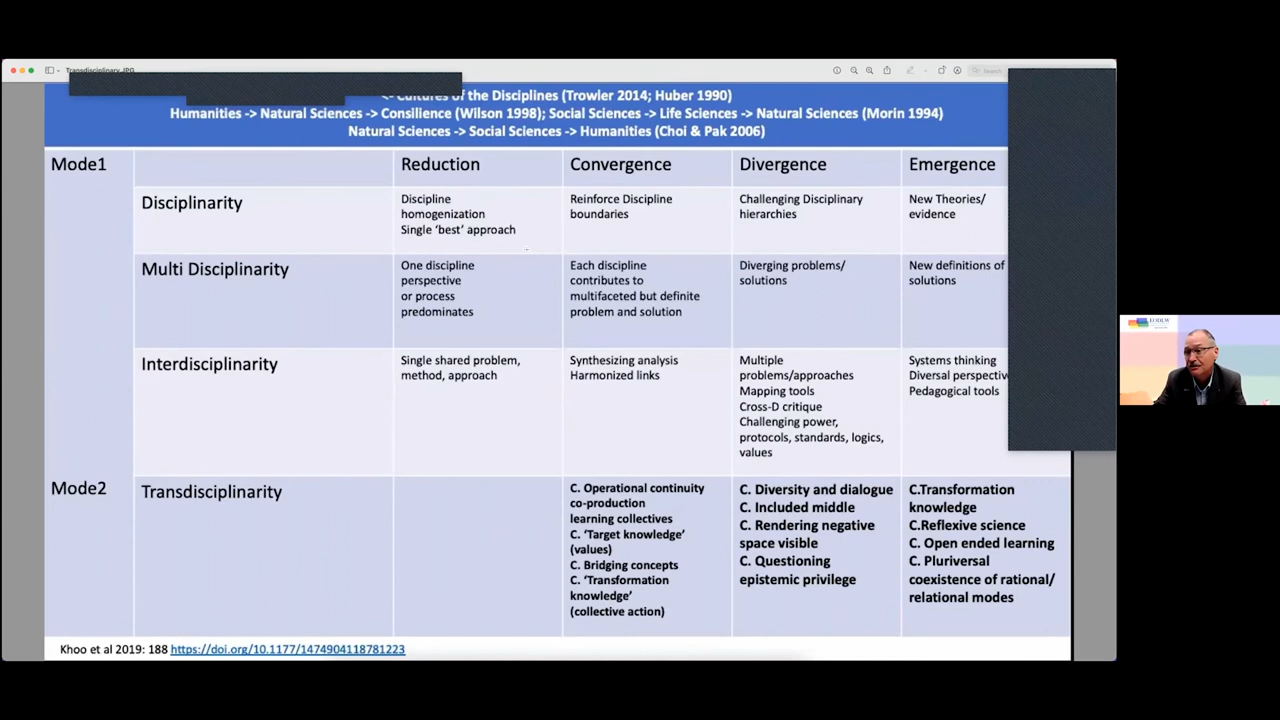 Transdisciplinary.JPG
Search
<- Cultures of the Disciplines (Trowler 2014; Huber 1990)
Humanities -> Natural Sciences -> Consilience (Wilson 1998); Social Sciences -> Life Sciences -> Natural Sciences (Morin 1994)
Natural Sciences -> Social Sciences -> Humanities (Choi & Pak 2006)
Mode1
Reduction
Convergence
Divergence
Emergence
Disciplinarity
Discipline
homogenization
Single ‘best’ approach
Reinforce Discipline
boundaries
Challenging Disciplinary
hierarchies
New Theories/
evidence
Multi Disciplinarity
One discipline
perspective
or process
predominates
Each discipline
contributes to
multifaceted but definite
problem and solution
Diverging problems/
solutions
New definitions of
solutions
Interdisciplinarity
Single shared problem,
method, approach
Synthesizing analysis
Harmonized links
Multiple
problems/approaches
Mapping tools
Cross-D critique
Challenging power,
protocols, standards, logics,
values
Systems thinking
Diversal perspectiv
Pedagogical tools
Mode2
Transdisciplinarity
C. Operational continuity
co-production
learning collectives
C. ‘Target knowledge’
(values)
C. Bridging concepts
C. ‘Transformation
knowledge’
(collective action)
C. Diversity and dialogue
C. Included middle
C. Rendering negative
space visible
C. Questioning
epistemic privilege
C.Transformation
knowledge
C.Reflexive science
C. Open ended learning
C. Pluriversal
coexistence of rational/
relational modes
Khoo et al 2019: 188 https://doi.org/10.1177/1474904118781223
EODLW